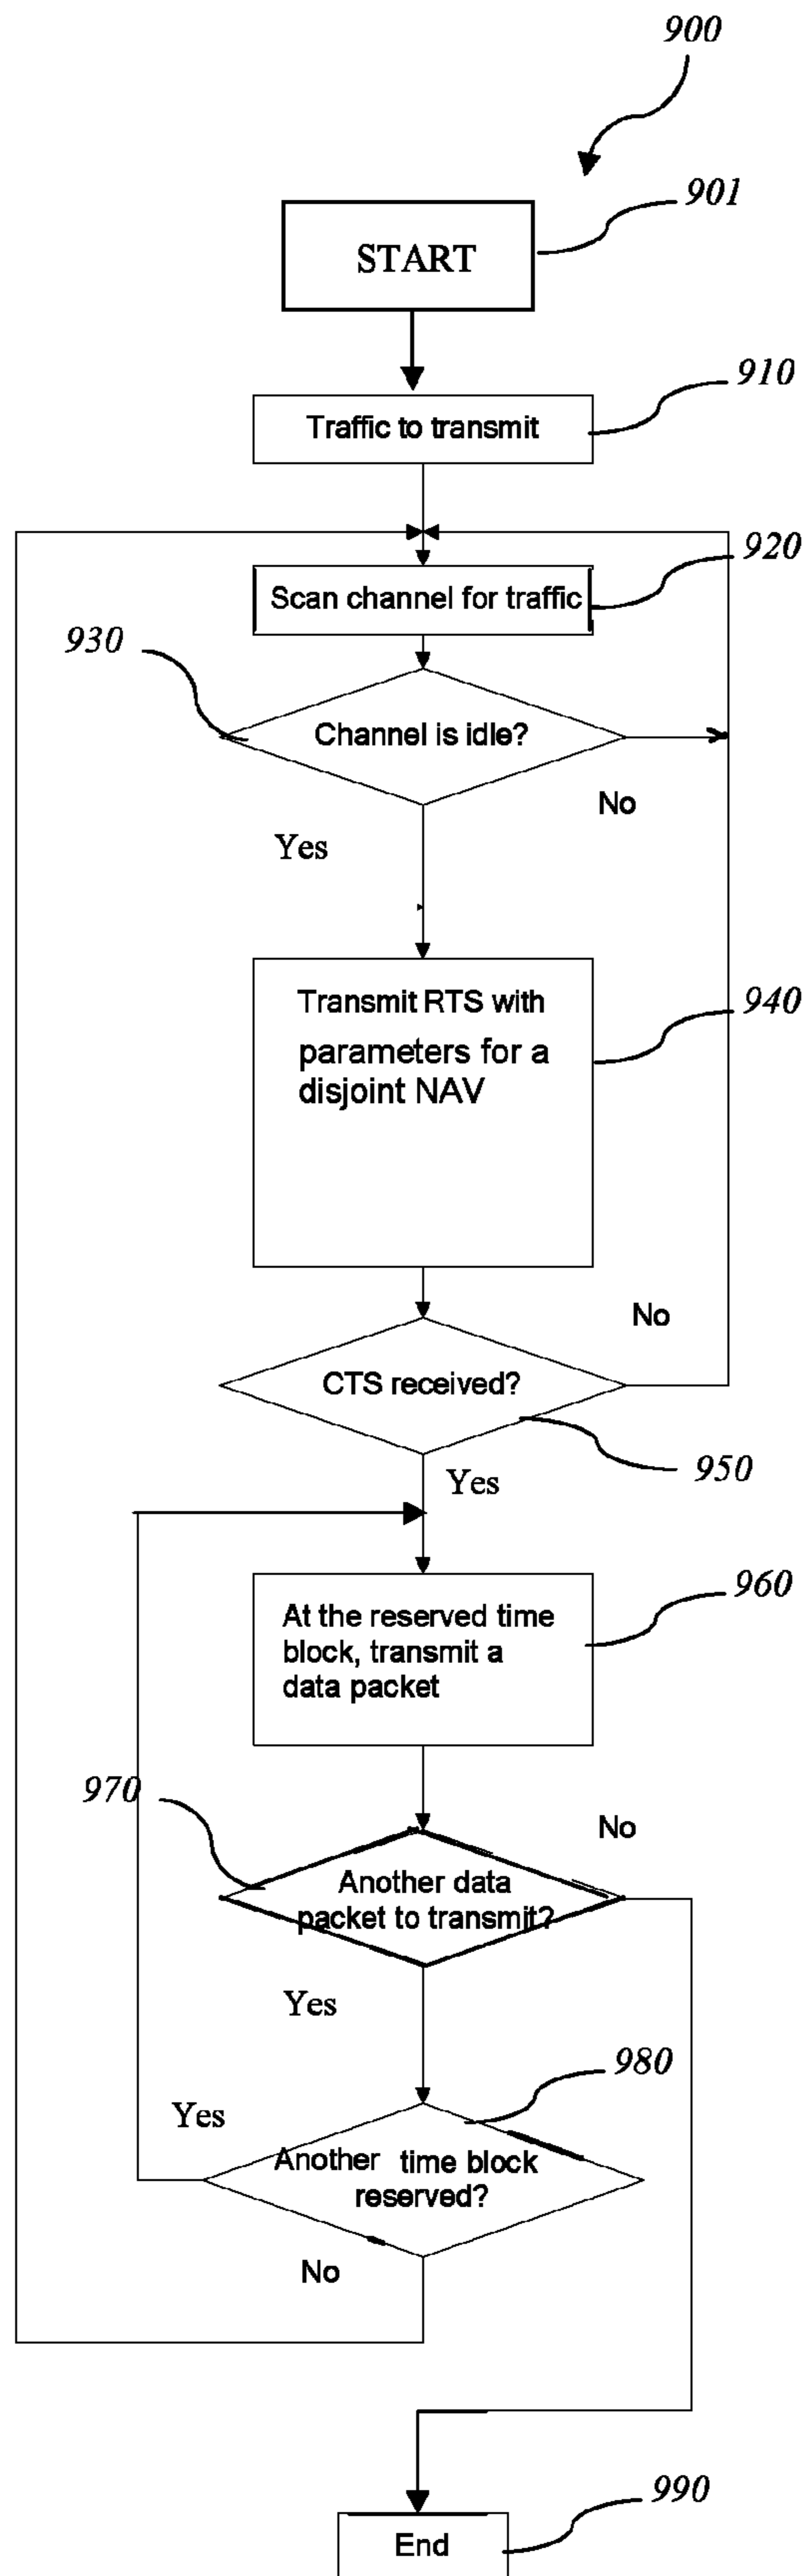 900
901
START
910
Traffic to transmit
920
Scan channel for traffic
930
Channel is idle?
No
Yes
940
Transmit RTS with
parameters for a
disjoint NAV
No
CTS received?
950
Yes
960
At the reserved time
block, transmit a
data packet
970
No
Another data
packet to transmit?
Yes
980
Yes
Another time block
reserved?
No
990
End